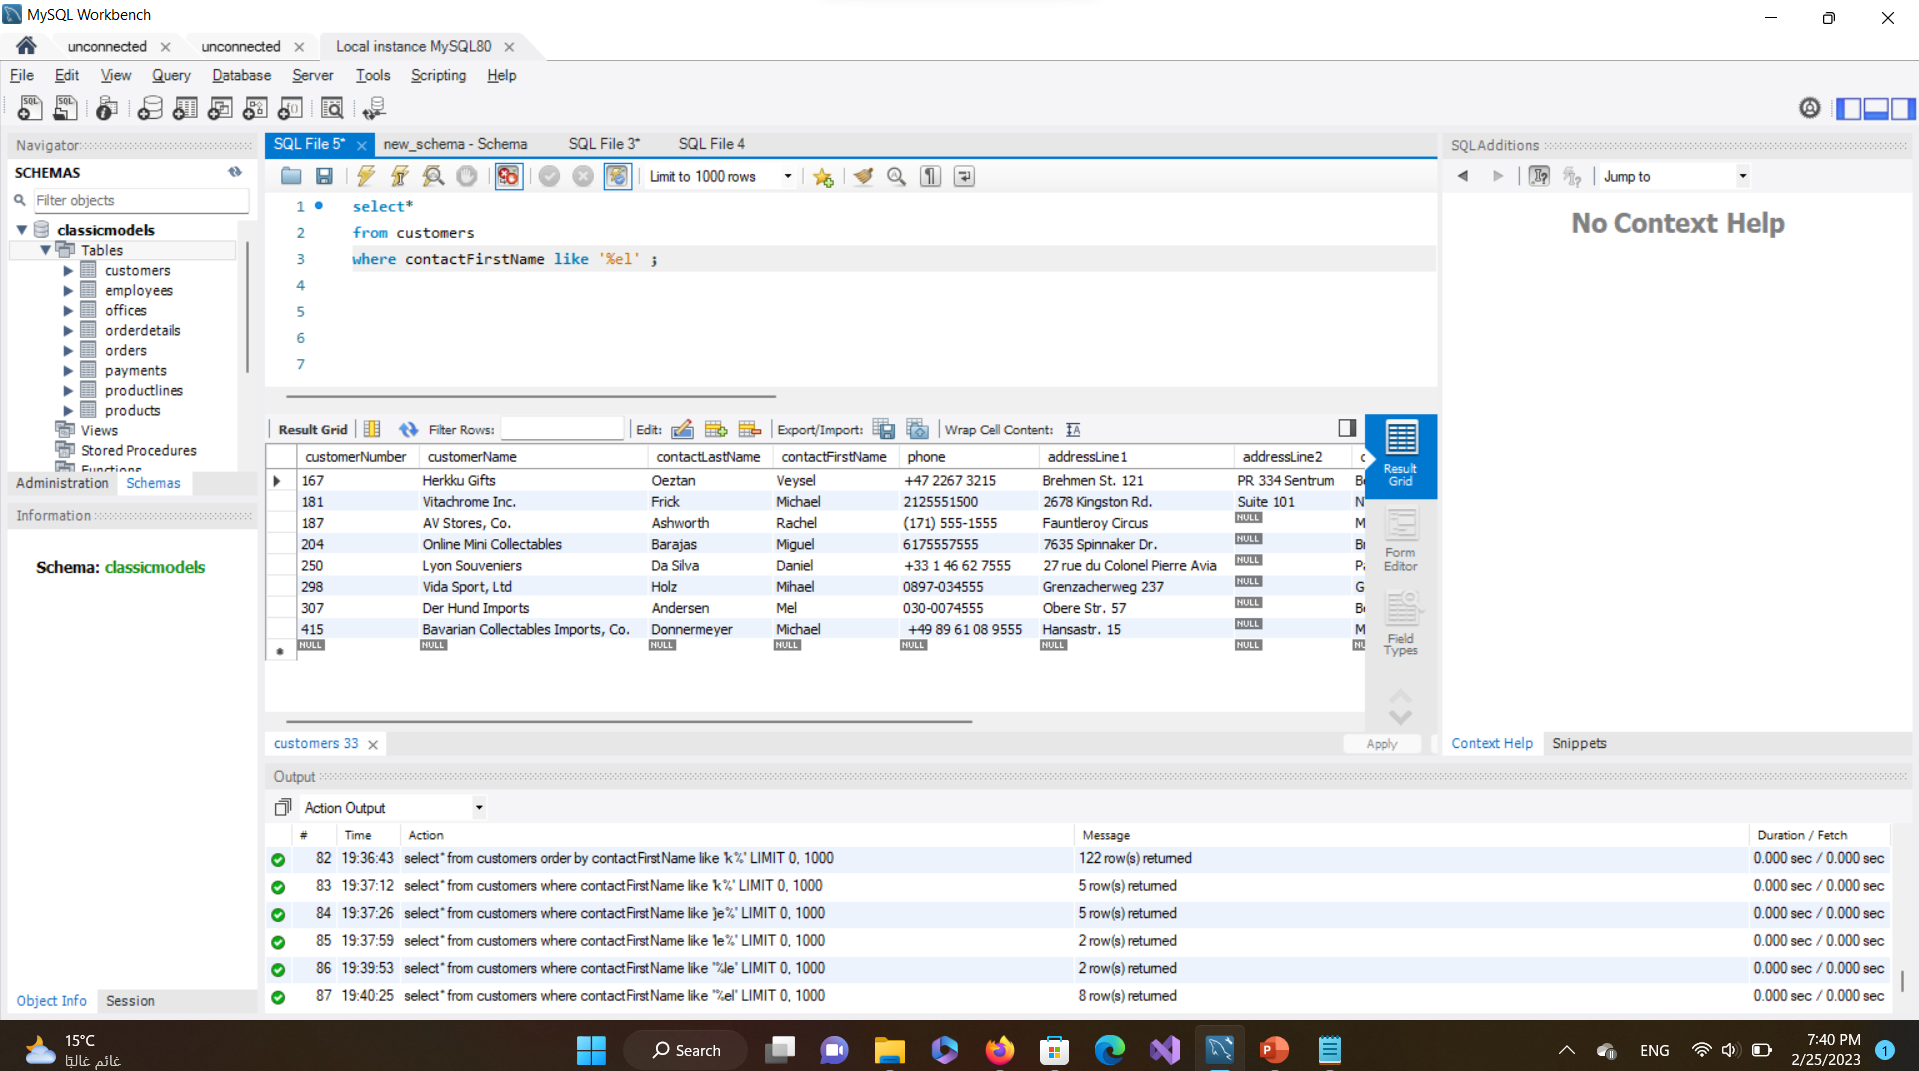 MySQL Workbench
unconnected
unconnected
Local instance MySQL80
File Edit View Query Database Server Tools Scripting Help
Navigator
SCHEMAS
Filter objects
classicmodels
Tables
customers
employees
offices
orderdetails
orders
payments
productlines
products
Views
Stored Procedures
Functions
Administration Schemas
Information
Schema: classicmodels
Object Info Session
SQL File 5* new_schema - Schema SQL File 3* SQL File 4
Limit to 1000 rows
1 select*
2 from customers
3 where contactFirstName like '%el' ;
4
5
6
7
Result Grid Filter Rows: Edit: Export/Import: Wrap Cell Content: IA
customerNumber customerName contactLastName contactFirstName phone addressLine1 addressLine2 c
167 Herkku Gifts Oeztan Veysel +47 2267 3215 Brehmen St. 121 PR 334 Sentrum Be
181 Vitachrome Inc. Frick Michael 2125551500 2678 Kingston Rd. Suite 101 N
187 AV Stores, Co. Ashworth Rachel (171) 555-1555 Fauntleroy Circus NULL M
204 Online Mini Collectables Barajas Miguel 6175557555 7635 Spinnaker Dr. NULL Br
250 Lyon Souveniers Da Silva Daniel +33 1 46 62 7555 27 rue du Colonel Pierre Avia NULL Pa
298 Vida Sport, Ltd Holz Mihael 0897-034555 Grenzacherweg 237 NULL G
307 Der Hund Imports Andersen Mel 030-0074555 Obere Str. 57 NULL Be
415 Bavarian Collectables Imports, Co. Donnermeyer Michael +49 89 61 08 9555 Hansastr. 15 NULL M
NULL NULL NULL NULL NULL NULL NULL NU
Result Grid
Form Editor
Field Types
customers 33
Apply
SQLAdditions
Jump to
No Context Help
Context Help Snippets
Output
Action Output
# Time Action Message Duration / Fetch
82 19:36:43 select* from customers order by contactFirstName like 'k%' LIMIT 0, 1000 122 row(s) returned 0.000 sec / 0.000 sec
83 19:37:12 select* from customers where contactFirstName like 'k%' LIMIT 0, 1000 5 row(s) returned 0.000 sec / 0.000 sec
84 19:37:26 select* from customers where contactFirstName like 'je%' LIMIT 0, 1000 5 row(s) returned 0.000 sec / 0.000 sec
85 19:37:59 select* from customers where contactFirstName like 'le%' LIMIT 0, 1000 2 row(s) returned 0.000 sec / 0.000 sec
86 19:39:53 select* from customers where contactFirstName like '%le' LIMIT 0, 1000 2 row(s) returned 0.000 sec / 0.000 sec
87 19:40:25 select* from customers where contactFirstName like '%el' LIMIT 0, 1000 8 row(s) returned 0.000 sec / 0.000 sec
15°C
غائم غالبًا
Search
ENG
7:40 PM
2/25/2023
1